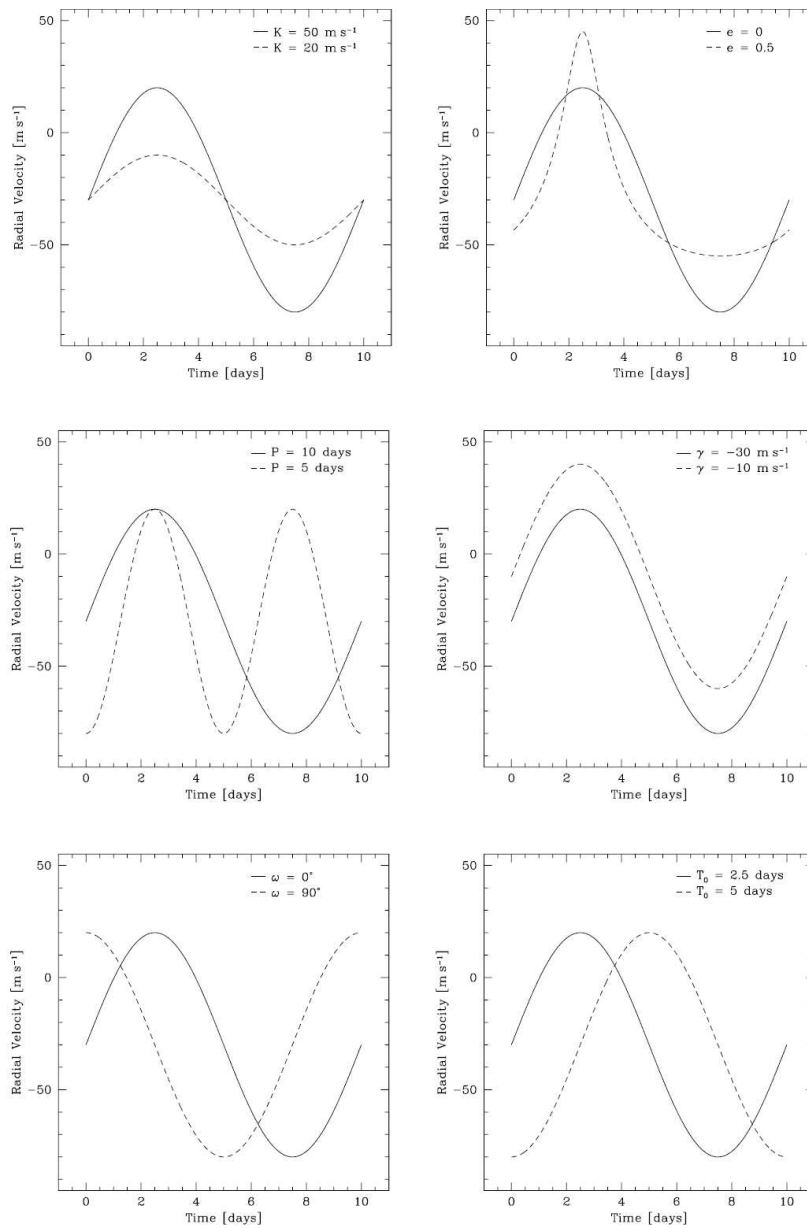 50
0
−50
Radial Velocity [m s⁻¹]
K = 50 m s⁻¹
K = 20 m s⁻¹
0 2 4 6 8 10
Time [days]
50
0
−50
Radial Velocity [m s⁻¹]
e = 0
e = 0.5
0 2 4 6 8 10
Time [days]
50
0
−50
Radial Velocity [m s⁻¹]
P = 10 days
P = 5 days
0 2 4 6 8 10
Time [days]
50
0
−50
Radial Velocity [m s⁻¹]
γ = −30 m s⁻¹
γ = −10 m s⁻¹
0 2 4 6 8 10
Time [days]
50
0
−50
Radial Velocity [m s⁻¹]
ω = 0°
ω = 90°
0 2 4 6 8 10
Time [days]
50
0
−50
Radial Velocity [m s⁻¹]
T₀ = 2.5 days
T₀ = 5 days
0 2 4 6 8 10
Time [days]